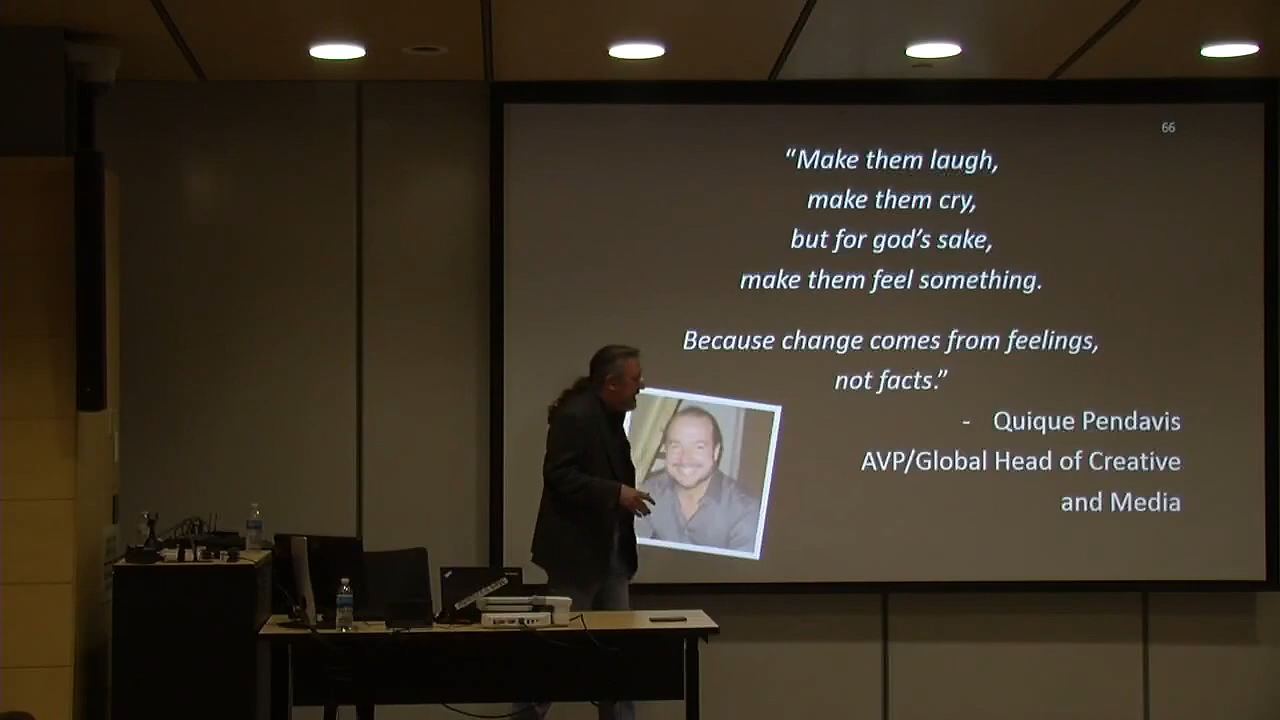 66
“Make them laugh,
make them cry,
but for god’s sake,
make them feel something.
Because change comes from feelings,
not facts.”
- Quique Pendavis
AVP/Global Head of Creative
and Media